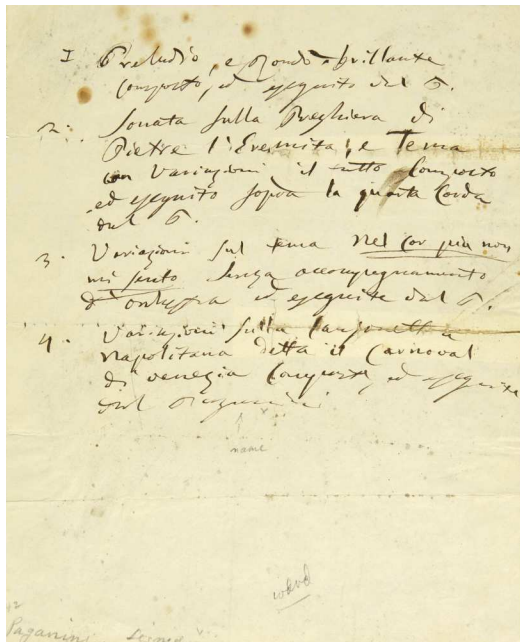 1 Preludio, e Rondò brillante
composto, ed eseguito dal P.
2. Sonata sulla Preghiera di
Pietro l'Eremita, e Tema
con Variazioni il tutto composto
ed eseguito sopra la quarta Corda
dal P.
3. Variazioni sul tema Nel cor più non
mi sento senza accompagnamento
d'orchestra ed eseguite dal P.
4. Variazioni sulla Canzonetta
Napolitana detta il Carnoval
di Venezia Composte, ed eseguite
dal Paganini
name
Paganini Signed